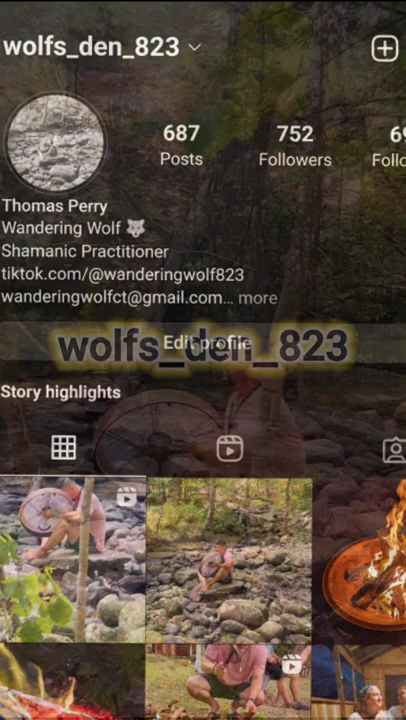 wolfs_den_823
687
752
Posts
Followers
Thomas Perry
Wandering Wolf 🐺
Shamanic Practitioner
tiktok.com/@wanderingwolf823
wanderingwolfct@gmail.com... more
Edit profile
wolfs_den_823
Story highlights